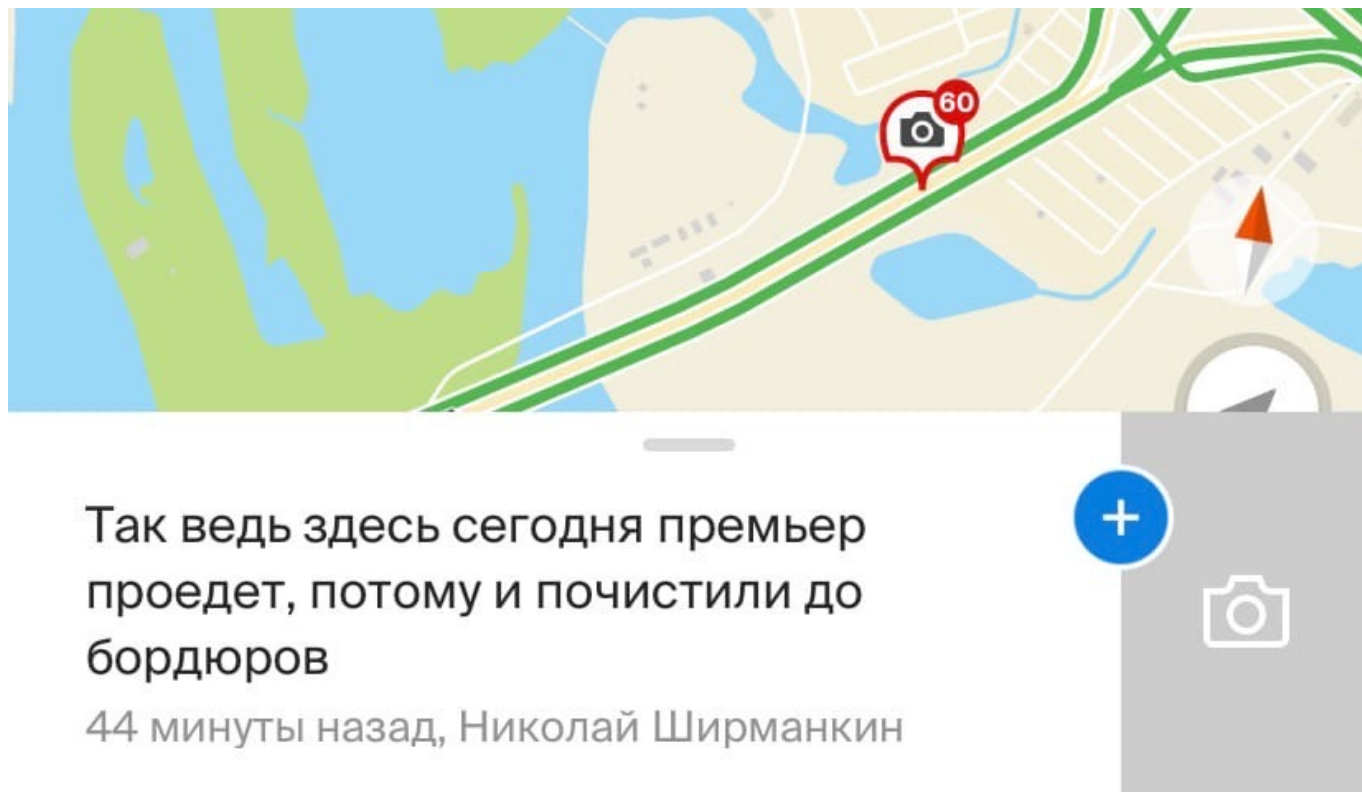 60
Так ведь здесь сегодня премьер
проедет, потому и почистили до
бордюров
44 минуты назад, Николай Ширманкин